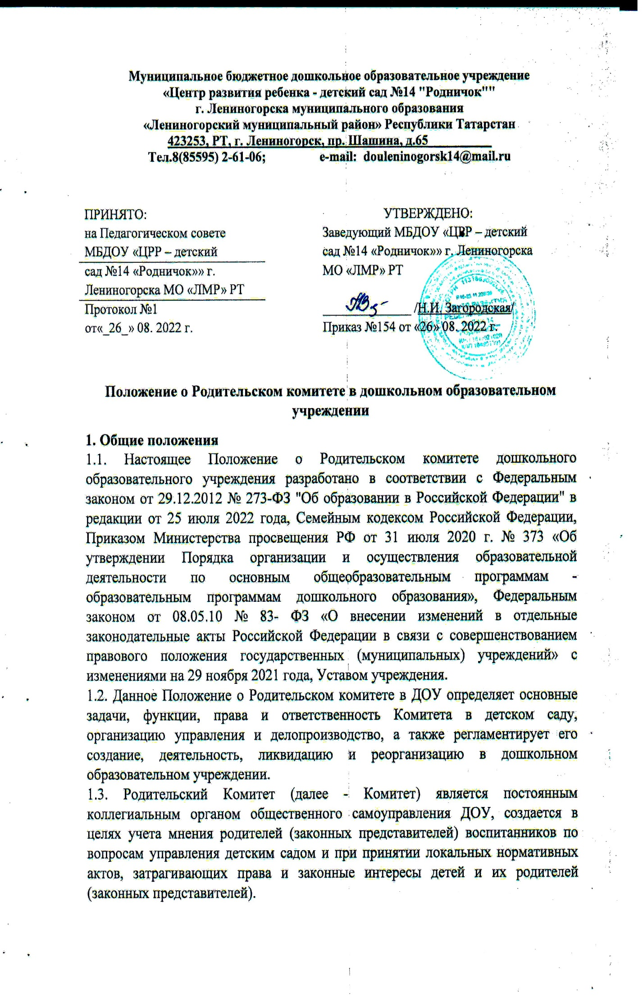 Муниципальное бюджетное дошкольное образовательное учреждение
«Центр развития ребенка - детский сад №14 "Родничок""
г. Лениногорска муниципального образования
«Лениногорский муниципальный район» Республики Татарстан
423253, РТ, г. Лениногорск, пр. Шашина, д.65
Тел.8(85595) 2-61-06; e-mail: douleninogorsk14@mail.ru
ПРИНЯТО:
на Педагогическом совете
МБДОУ «ЦРР – детский
сад №14 «Родничок»» г.
Лениногорска МО «ЛМР» РТ
Протокол №1
от«_26_» 08. 2022 г.
УТВЕРЖДЕНО:
Заведующий МБДОУ «ЦРР – детский
сад №14 «Родничок»» г. Лениногорска
МО «ЛМР» РТ
/Н.И. Загородская/
Приказ №154 от «26» 08. 2022 г.
Положение о Родительском комитете в дошкольном образовательном
учреждении
1. Общие положения
1.1. Настоящее Положение о Родительском комитете дошкольного
образовательного учреждения разработано в соответствии с Федеральным
законом от 29.12.2012 № 273-ФЗ "Об образовании в Российской Федерации" в
редакции от 25 июля 2022 года, Семейным кодексом Российской Федерации,
Приказом Министерства просвещения РФ от 31 июля 2020 г. № 373 «Об
утверждении Порядка организации и осуществления образовательной
деятельности по основным общеобразовательным программам -
образовательным программам дошкольного образования», Федеральным
законом от 08.05.10 № 83- ФЗ «О внесении изменений в отдельные
законодательные акты Российской Федерации в связи с совершенствованием
правового положения государственных (муниципальных) учреждений» с
изменениями на 29 ноября 2021 года, Уставом учреждения.
1.2. Данное Положение о Родительском комитете в ДОУ определяет основные
задачи, функции, права и ответственность Комитета в детском саду,
организацию управления и делопроизводство, а также регламентирует его
создание, деятельность, ликвидацию и реорганизацию в дошкольном
образовательном учреждении.
1.3. Родительский Комитет (далее - Комитет) является постоянным
коллегиальным органом общественного самоуправления ДОУ, создается в
целях учета мнения родителей (законных представителей) воспитанников по
вопросам управления детским садом и при принятии локальных нормативных
актов, затрагивающих права и законные интересы детей и их родителей
(законных представителей).